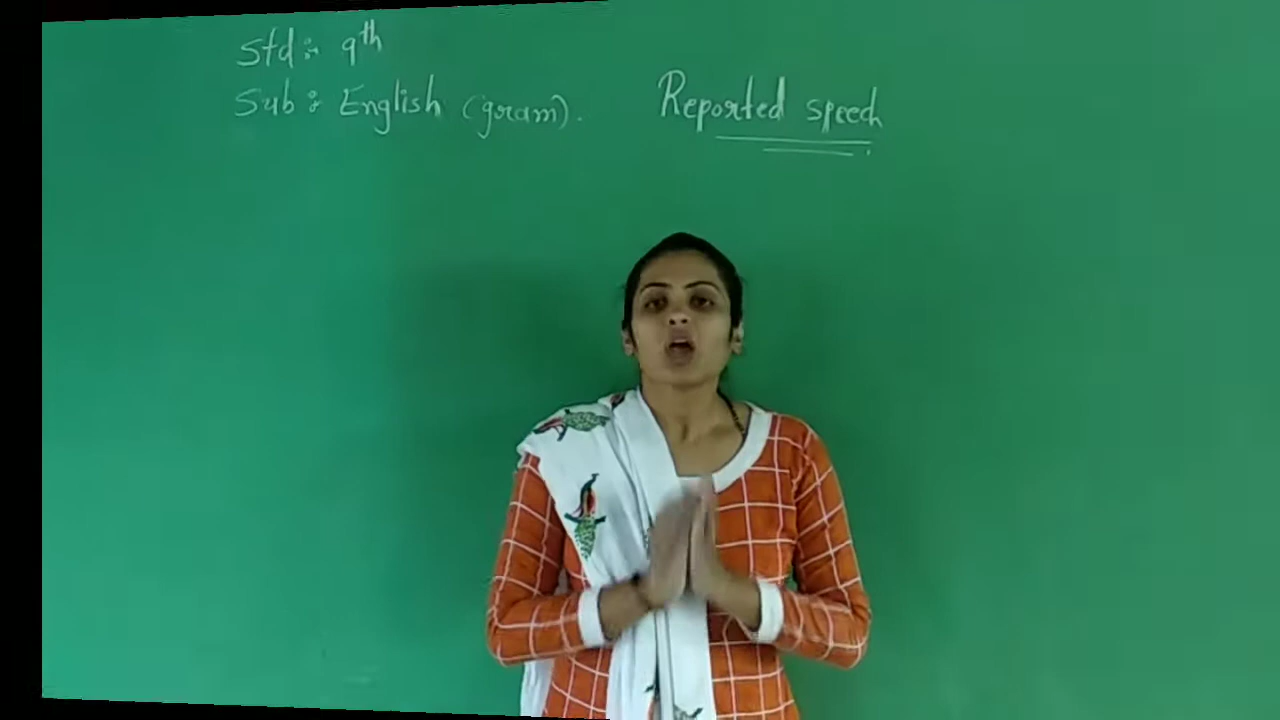 Std :- 9th
Sub : English (gram).
Reported speech